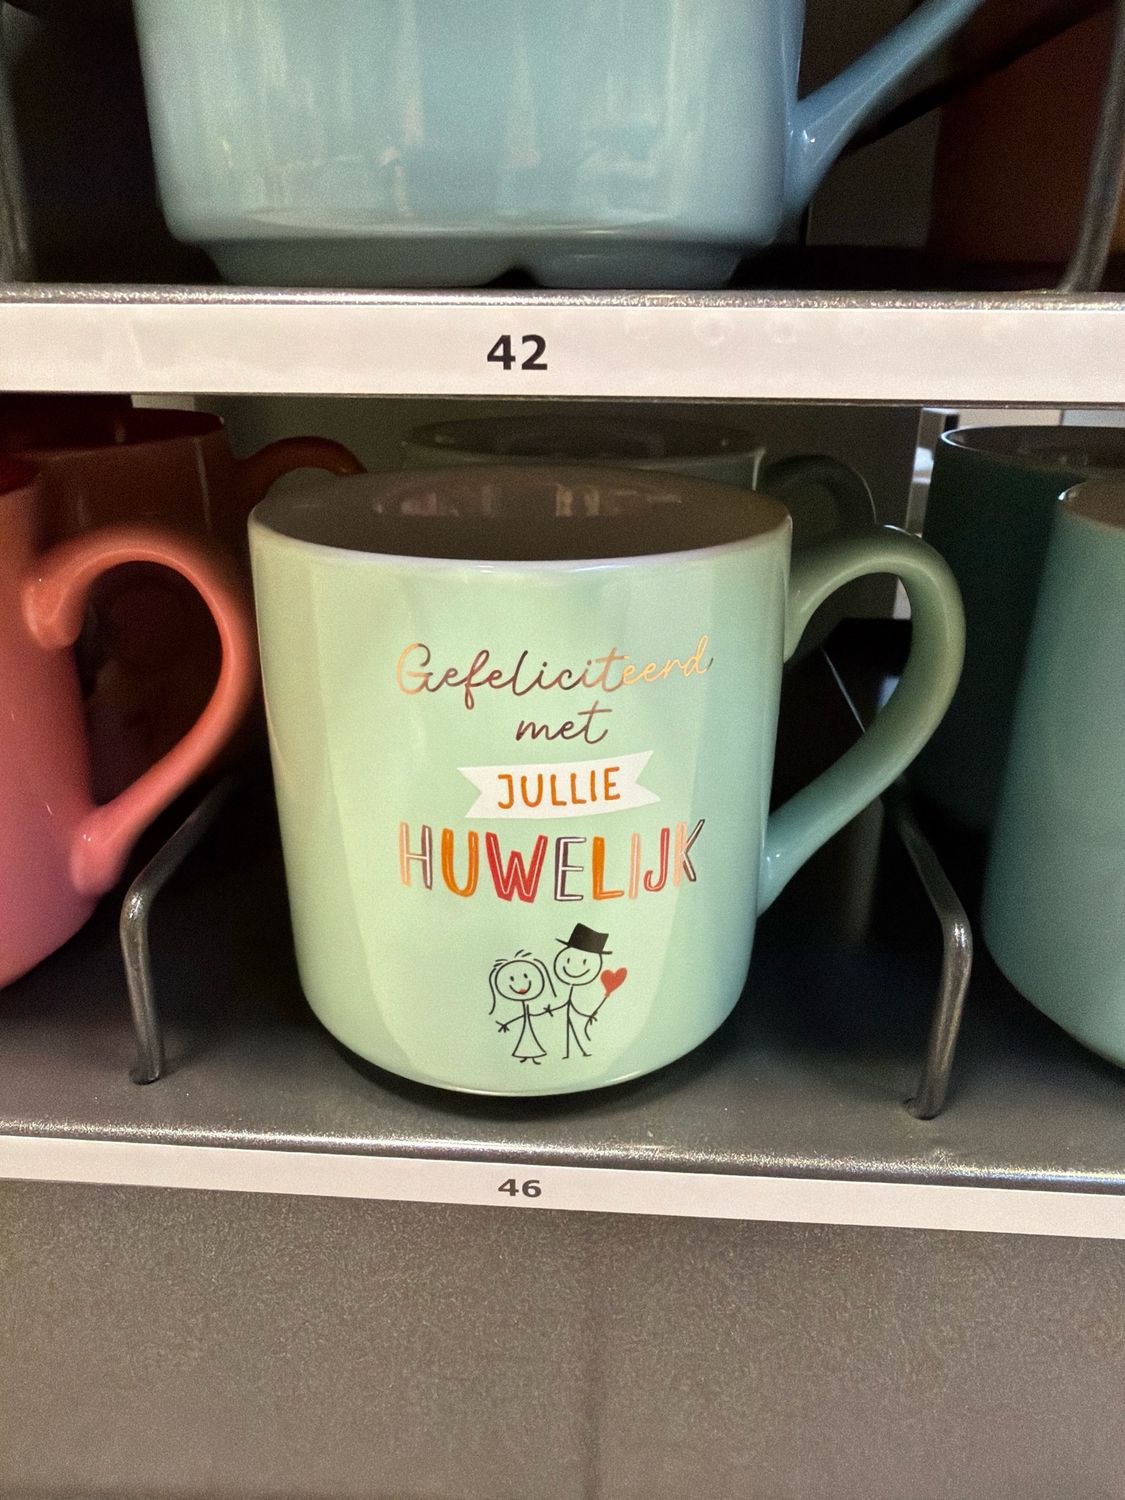 42
Gefeliciteerd
met
JULLIE
HUWELIJK
46